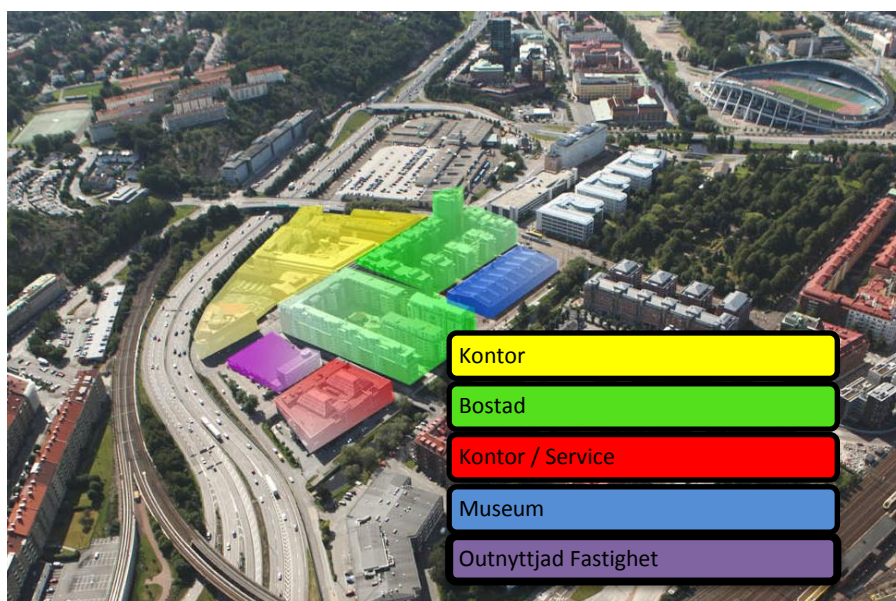 Kontor
Bostad
Kontor / Service
Museum
Outnyttjad Fastighet